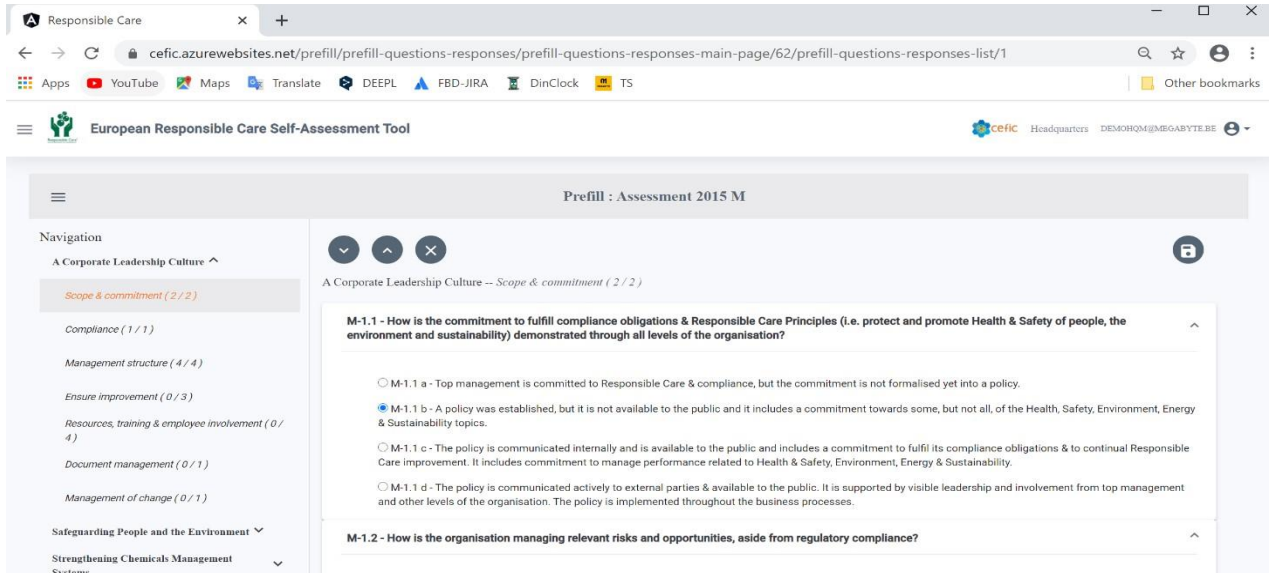 Responsible Care
cefic.azurewebsites.net/prefill/prefill-questions-responses/prefill-questions-responses-main-page/62/prefill-questions-responses-list/1
Apps YouTube Maps Translate DEEPL FBD-JIRA DinClock TS Other bookmarks
European Responsible Care Self-Assessment Tool
cefic Headquarters DEMOHQM@MEGABYTE.BE
Prefill : Assessment 2015 M
Navigation
A Corporate Leadership Culture
Scope & commitment ( 2 / 2 )
Compliance ( 1 / 1 )
Management structure ( 4 / 4 )
Ensure improvement ( 0 / 3 )
Resources, training & employee involvement ( 0 /
4 )
Document management ( 0 / 1 )
Management of change ( 0 / 1 )
Safeguarding People and the Environment
Strengthening Chemicals Management
Systems
A Corporate Leadership Culture -- Scope & commitment ( 2 / 2 )
M-1.1 - How is the commitment to fulfill compliance obligations & Responsible Care Principles (i.e. protect and promote Health & Safety of people, the
environment and sustainability) demonstrated through all levels of the organisation?
M-1.1 a - Top management is committed to Responsible Care & compliance, but the commitment is not formalised yet into a policy.
M-1.1 b - A policy was established, but it is not available to the public and it includes a commitment towards some, but not all, of the Health, Safety, Environment, Energy
& Sustainability topics.
M-1.1 c - The policy is communicated internally and is available to the public and includes a commitment to fulfil its compliance obligations & to continual Responsible
Care improvement. It includes commitment to manage performance related to Health & Safety, Environment, Energy & Sustainability.
M-1.1 d - The policy is communicated actively to external parties & available to the public. It is supported by visible leadership and involvement from top management
and other levels of the organisation. The policy is implemented throughout the business processes.
M-1.2 - How is the organisation managing relevant risks and opportunities, aside from regulatory compliance?